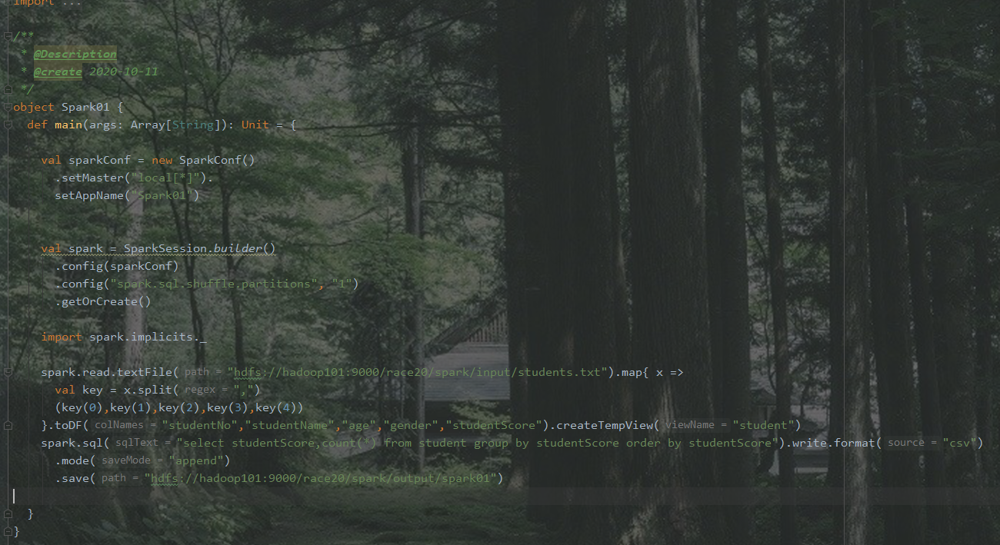 import ...
/**
* @Description
* @create 2020-10-11
*/
object Spark01 {
def main(args: Array[String]): Unit = {
val sparkConf = new SparkConf()
.setMaster("local[*]").
setAppName("Spark01")
val spark = SparkSession.builder()
.config(sparkConf)
.config("spark.sql.shuffle.partitions", "1")
.getOrCreate()
import spark.implicits._
spark.read.textFile( path = "hdfs://hadoop101:9000/race20/spark/input/students.txt").map{ x =>
val key = x.split( regex = ",")
(key(0),key(1),key(2),key(3),key(4))
}.toDF( colNames = "studentNo","studentName","age","gender","studentScore").createTempView( viewName = "student")
spark.sql( sqlText = "select studentScore,count(*) from student group by studentScore order by studentScore").write.format( source = "csv")
.mode( saveMode = "append")
.save( path = "hdfs://hadoop101:9000/race20/spark/output/spark01")
}
}